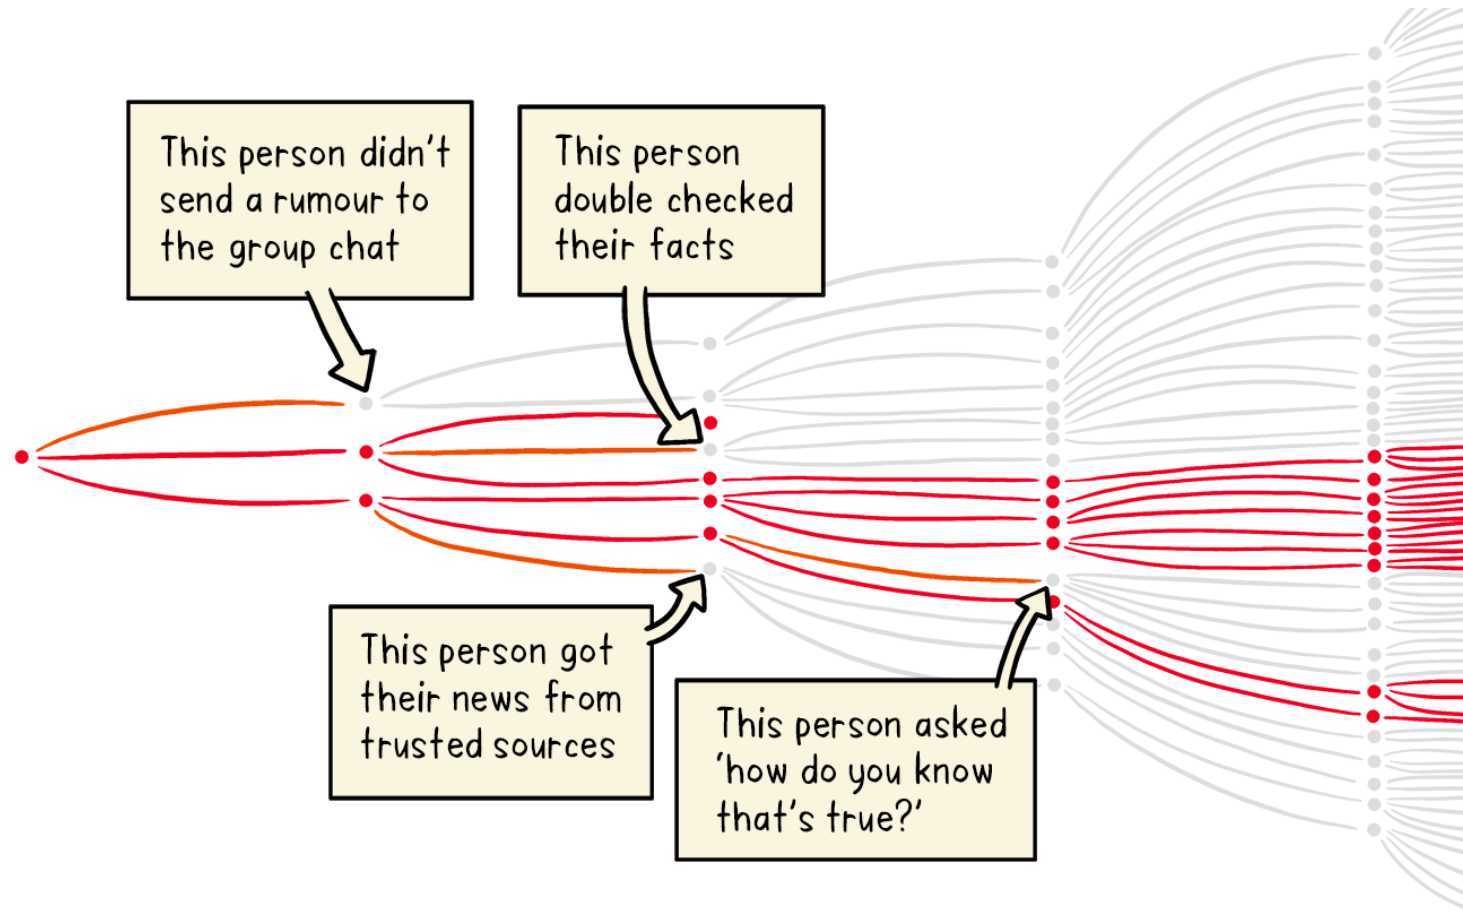 This person didn't
send a rumour to
the group chat
This person
double checked
their facts
This person got
their news from
trusted sources
This person asked
'how do you know
that's true?'